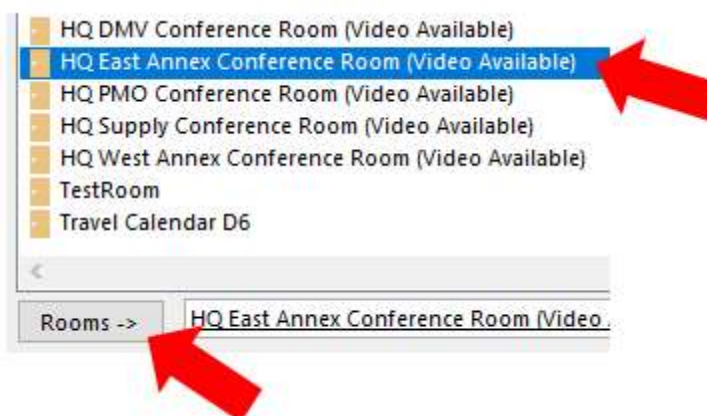 HQ DMV Conference Room (Video Available)
HQ East Annex Conference Room (Video Available)
HQ PMO Conference Room (Video Available)
HQ Supply Conference Room (Video Available)
HQ West Annex Conference Room (Video Available)
TestRoom
Travel Calendar D6
<
Rooms -> HQ East Annex Conference Room (Video